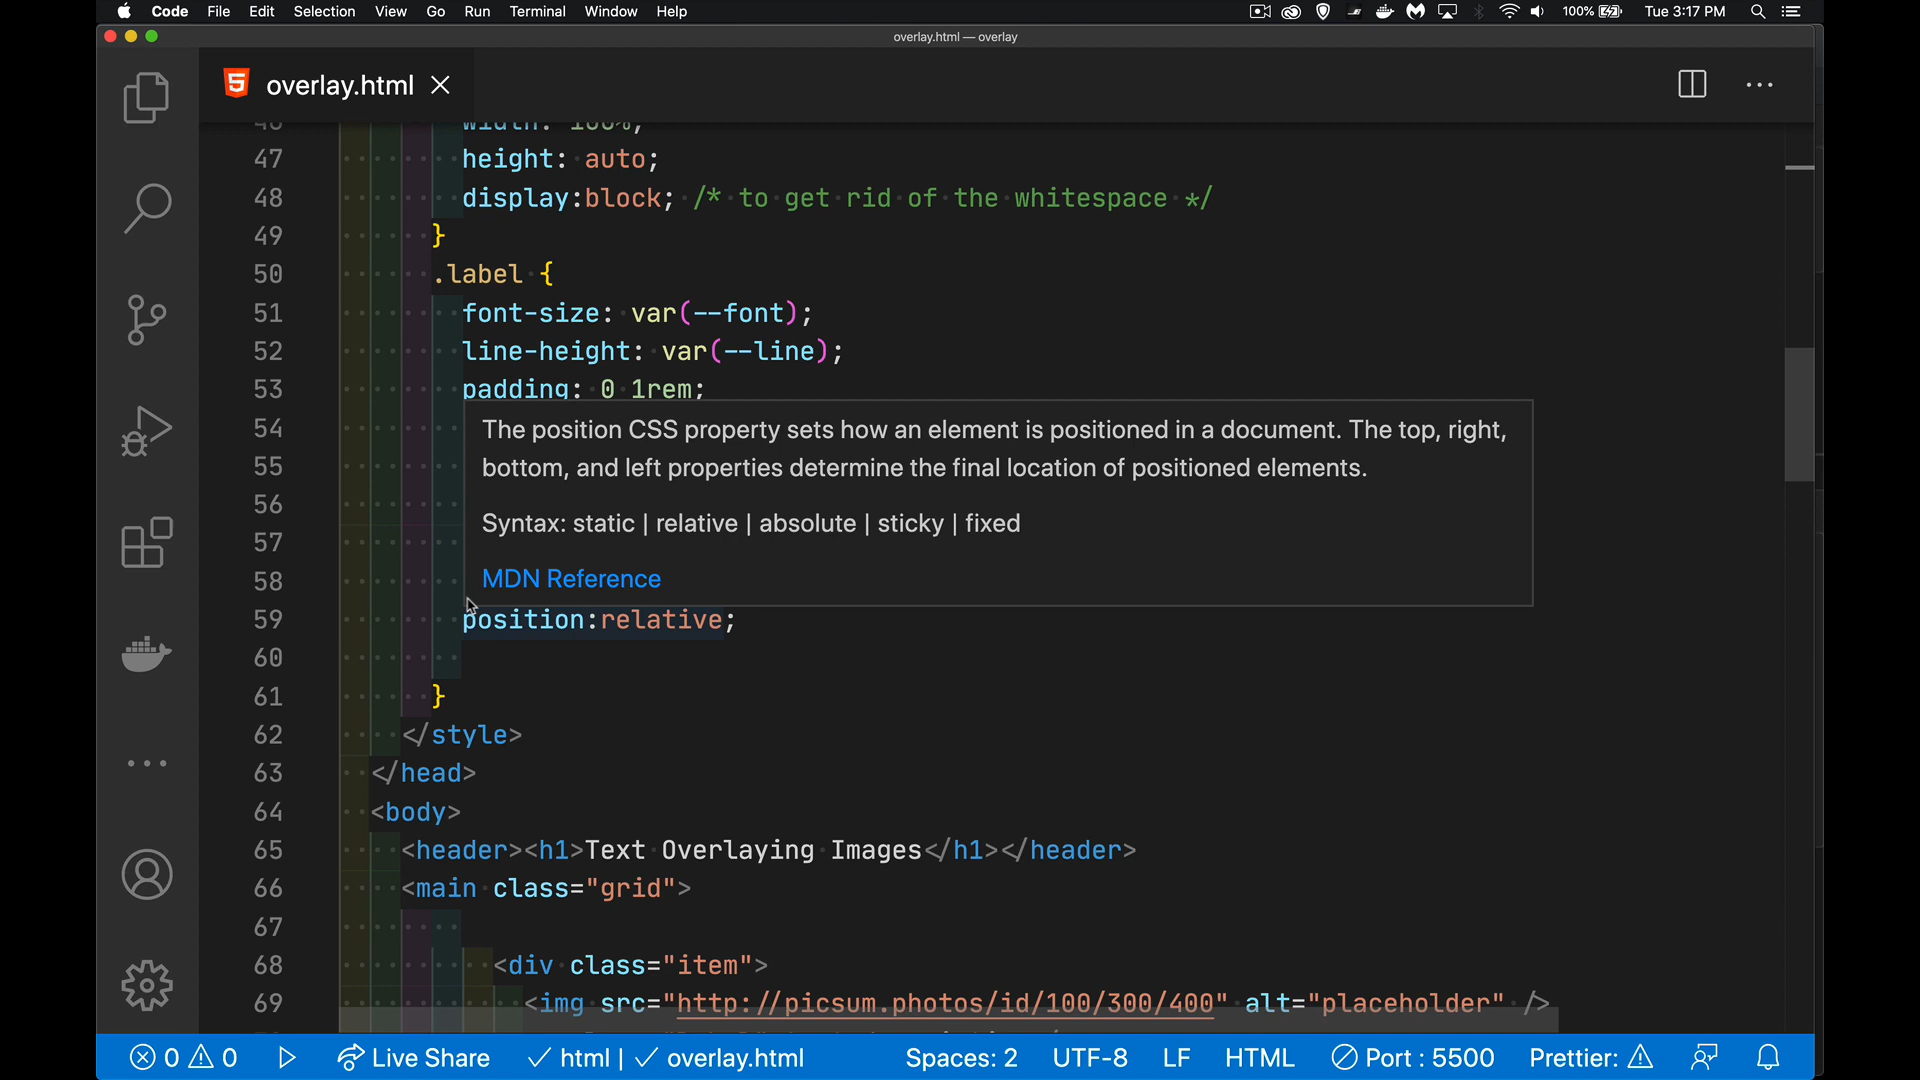 Code File Edit Selection View Go Run Terminal Window Help 100% Tue 3:17 PM
overlay.html — overlay
overlay.html
46 width: 100%;
47 height: auto;
48 display:block; /* to get rid of the whitespace */
49 }
50 .label {
51 font-size: var(--font);
52 line-height: var(--line);
53 padding: 0 1rem;
54
The position CSS property sets how an element is positioned in a document. The top, right,
55
bottom, and left properties determine the final location of positioned elements.
56
Syntax: static | relative | absolute | sticky | fixed
57
58
MDN Reference
59 position:relative;
60
61 }
62 </style>
63 </head>
64 <body>
65 <header><h1>Text Overlaying Images</h1></header>
66 <main class="grid">
67
68 <div class="item">
69 <img src="http://picsum.photos/id/100/300/400" alt="placeholder" />
0 0 Live Share html | overlay.html Spaces: 2 UTF-8 LF HTML Port : 5500 Prettier: